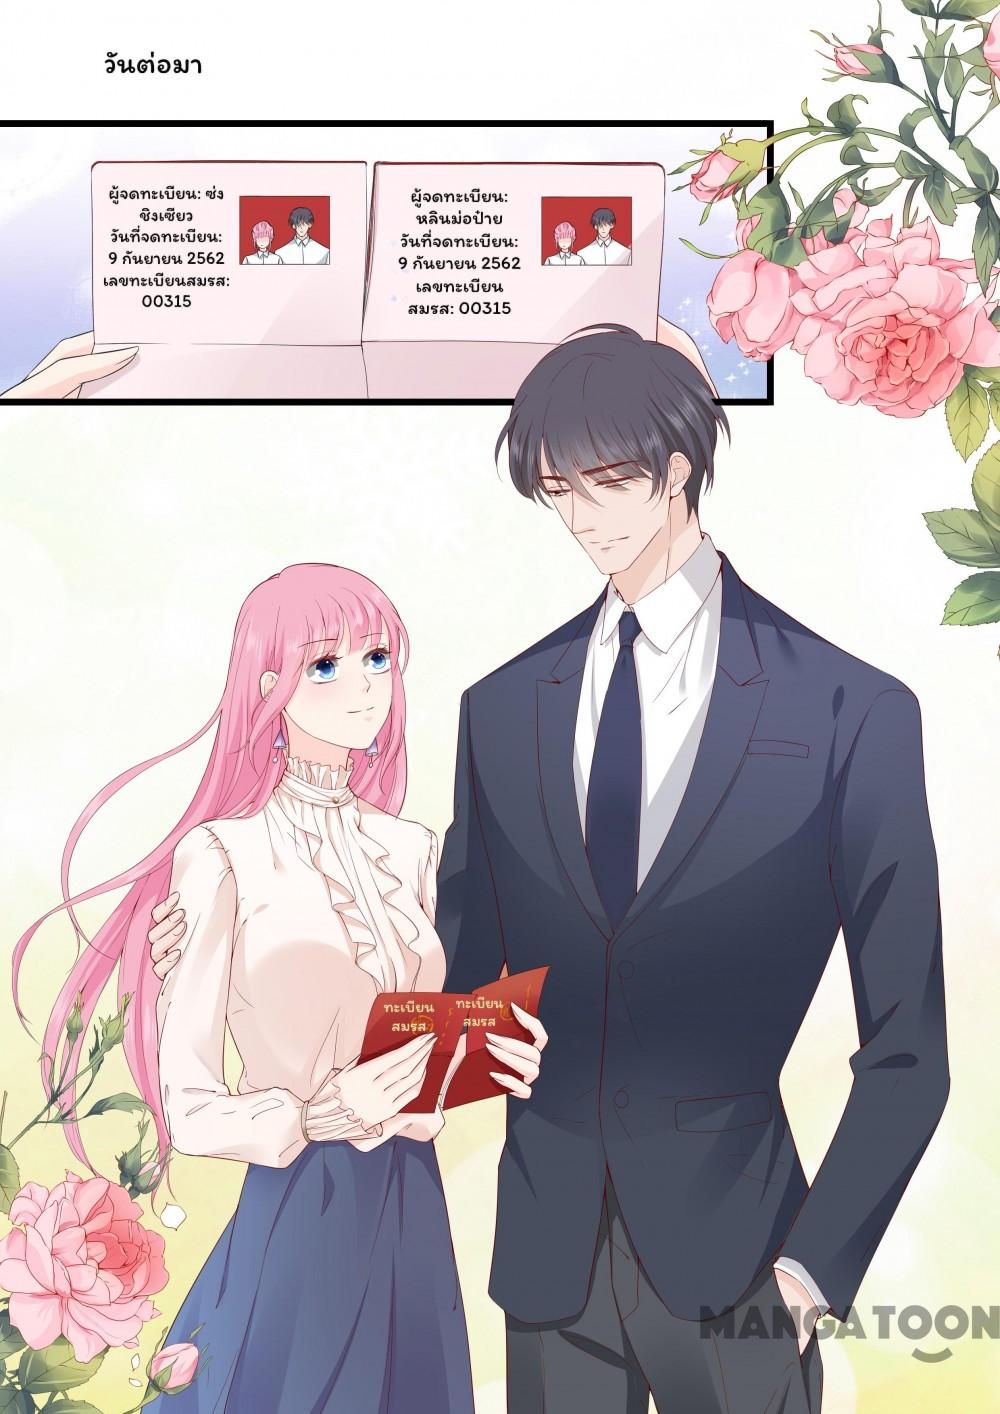 วันต่อมา
ผู้จดทะเบียน: ซ่ง
ชิงเซียว
วันที่จดทะเบียน:
9 กันยายน 2562
เลขทะเบียนสมรส:
00315
ผู้จดทะเบียน:
หลินม่อป๋าย
วันที่จดทะเบียน:
9 กันยายน 2562
เลขทะเบียน
สมรส: 00315
ทะเบียน
สมรส
ทะเบียน
สมรส
MANGATOON